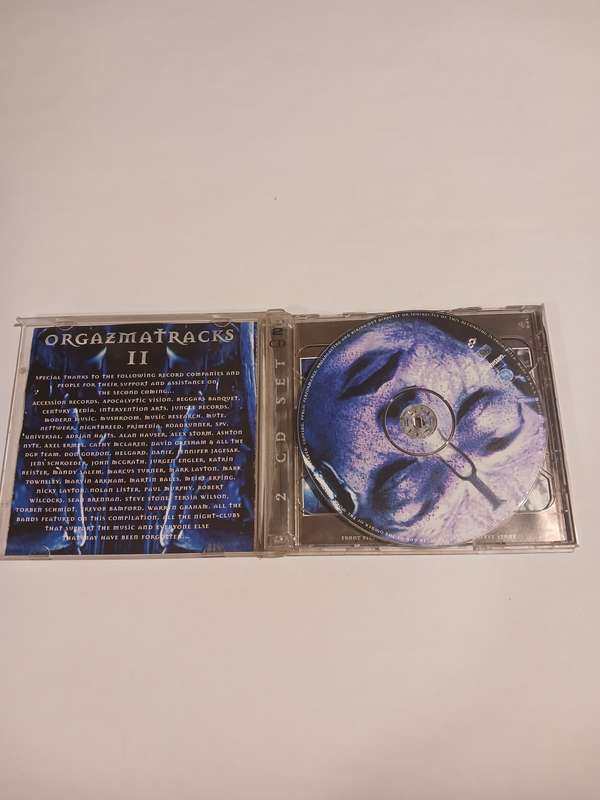 ORGAZMATRACKS
II
SPECIAL THANKS TO THE FOLLOWING RECORD COMPANIES AND
PEOPLE FOR THEIR SUPPORT AND ASSISTANCE ON
THE SECOND COMING...
ACCESSION RECORDS, APOCALYPTIC VISION, BEGGARS BANQUET,
CENTURY MEDIA, INTERVENTION ARTS, JUNGLE RECORDS,
MODERN MUSIC, MUSHROOM, MUSIC RESEARCH, MUTE,
NETTWERK, NIGHTBREED, PRIMEDIA, ROADRUNNER, SPV,
UNIVERSAL, ADRIAN HATES, ALAN HAUSER, ALEX STORM, ASHTON
NYTE, AXEL ERMES, CATHY MCLAREN, DAVID GRESHAM & ALL THE
DGR TEAM, DON GORDON, HELGARD, DANIE, JENNIFER JAGESAR,
JENS SCHROEDER, JOHN MCGRATH, JURGEN ENGLER, KATRIN
REISTER, MANDY SALEM, MARCUS TURNER, MARK LAYTON, MARK
TOWNSLEY, MARVIN ARKHAM, MARTIN BALES, MEIKE ERPING,
NICKY LAYTON, NOLAN LISTER, PAUL MURPHY, ROBERT
WILCOCKS, SEAN BRENNAN, STEVE STONE, TERSIA WILSON,
TORBEN SCHMIDT, TREVOR BAMFORD, WARREN GRAHAM, ALL THE
BANDS FEATURED ON THIS COMPILATION, ALL THE NIGHT-CLUBS
THAT SUPPORT THE MUSIC AND EVERYONE ELSE
THAT MAY HAVE BEEN FORGOTTEN...
2 CD SET
CD